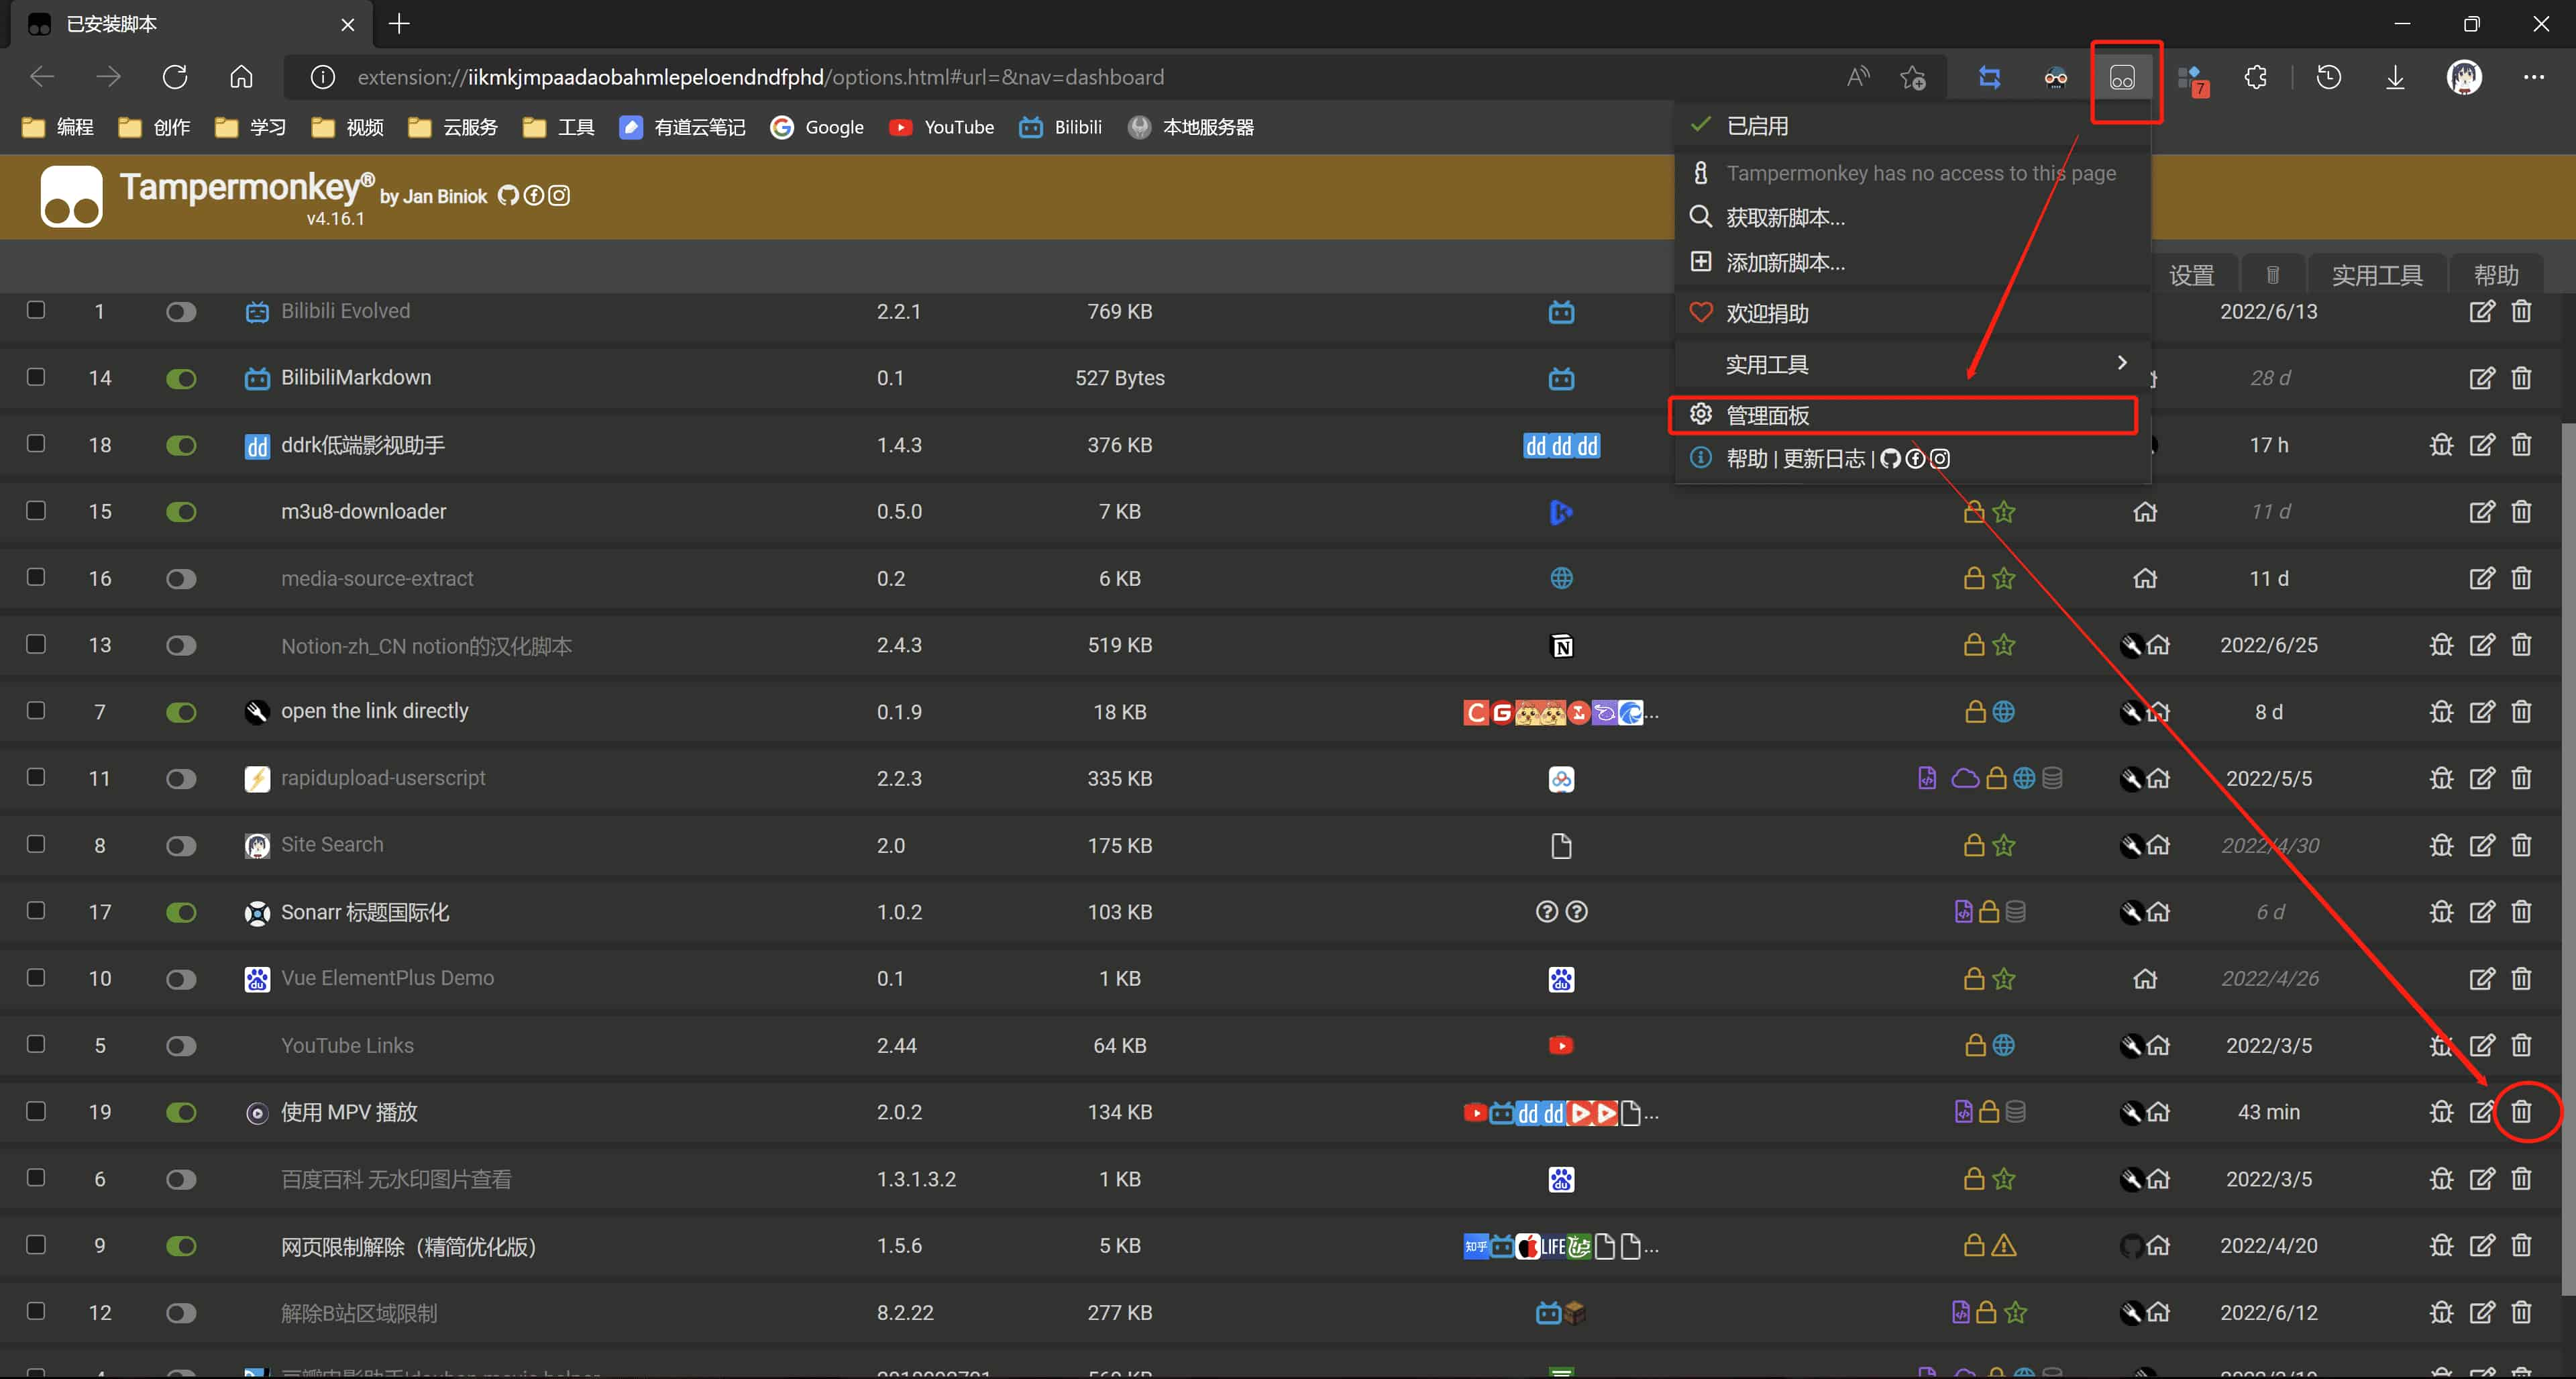 已安装脚本
extension://iikmkjmpaadaobahmlepeloendndfphd/options.html#url=&nav=dashboard
7
编程 创作 学习 视频 云服务 工具 有道云笔记 Google YouTube Bilibili 本地服务器
Tampermonkey® by Jan Biniok
v4.16.1
已启用
Tampermonkey has no access to this page
获取新脚本...
添加新脚本...
欢迎捐助
实用工具
管理面板
帮助 | 更新日志 |
设置 实用工具 帮助
1 Bilibili Evolved 2.2.1 769 KB 2022/6/13
14 BilibiliMarkdown 0.1 527 Bytes 28 d
18 dd ddrk低端影视助手 1.4.3 376 KB dd dd dd 17 h
15 m3u8-downloader 0.5.0 7 KB 11 d
16 media-source-extract 0.2 6 KB 11 d
13 Notion-zh_CN notion的汉化脚本 2.4.3 519 KB N 2022/6/25
7 open the link directly 0.1.9 18 KB C G ... 8 d
11 rapidupload-userscript 2.2.3 335 KB 2022/5/5
8 Site Search 2.0 175 KB 2022/4/30
17 Sonarr 标题国际化 1.0.2 103 KB 6 d
10 du Vue ElementPlus Demo 0.1 1 KB du 2022/4/26
5 YouTube Links 2.44 64 KB 2022/3/5
19 使用 MPV 播放 2.0.2 134 KB dd dd ... 43 min
6 百度百科 无水印图片查看 1.3.1.3.2 1 KB du 2022/3/5
9 网页限制解除（精简优化版） 1.5.6 5 KB 知乎 LIFE ... 2022/4/20
12 解除B站区域限制 8.2.22 277 KB 2022/6/12